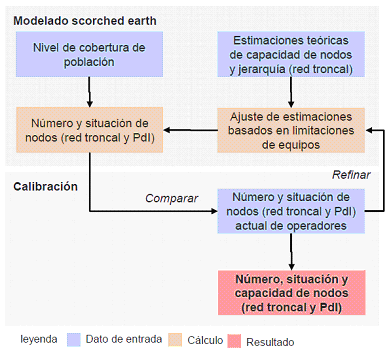 Modelado scorched earth
Nivel de cobertura de
población
Estimaciones teóricas
de capacidad de nodos
y jerarquía (red troncal)
Número y situación de
nodos (red troncal y PdI)
Ajuste de estimaciones
basados en limitaciones
de equipos
Refinar
Calibración
Comparar
Número y situación de
nodos (red troncal y PdI)
actual de operadores
Número, situación y
capacidad de nodos
(red troncal y PdI)
leyenda
Dato de entrada
Cálculo
Resultado